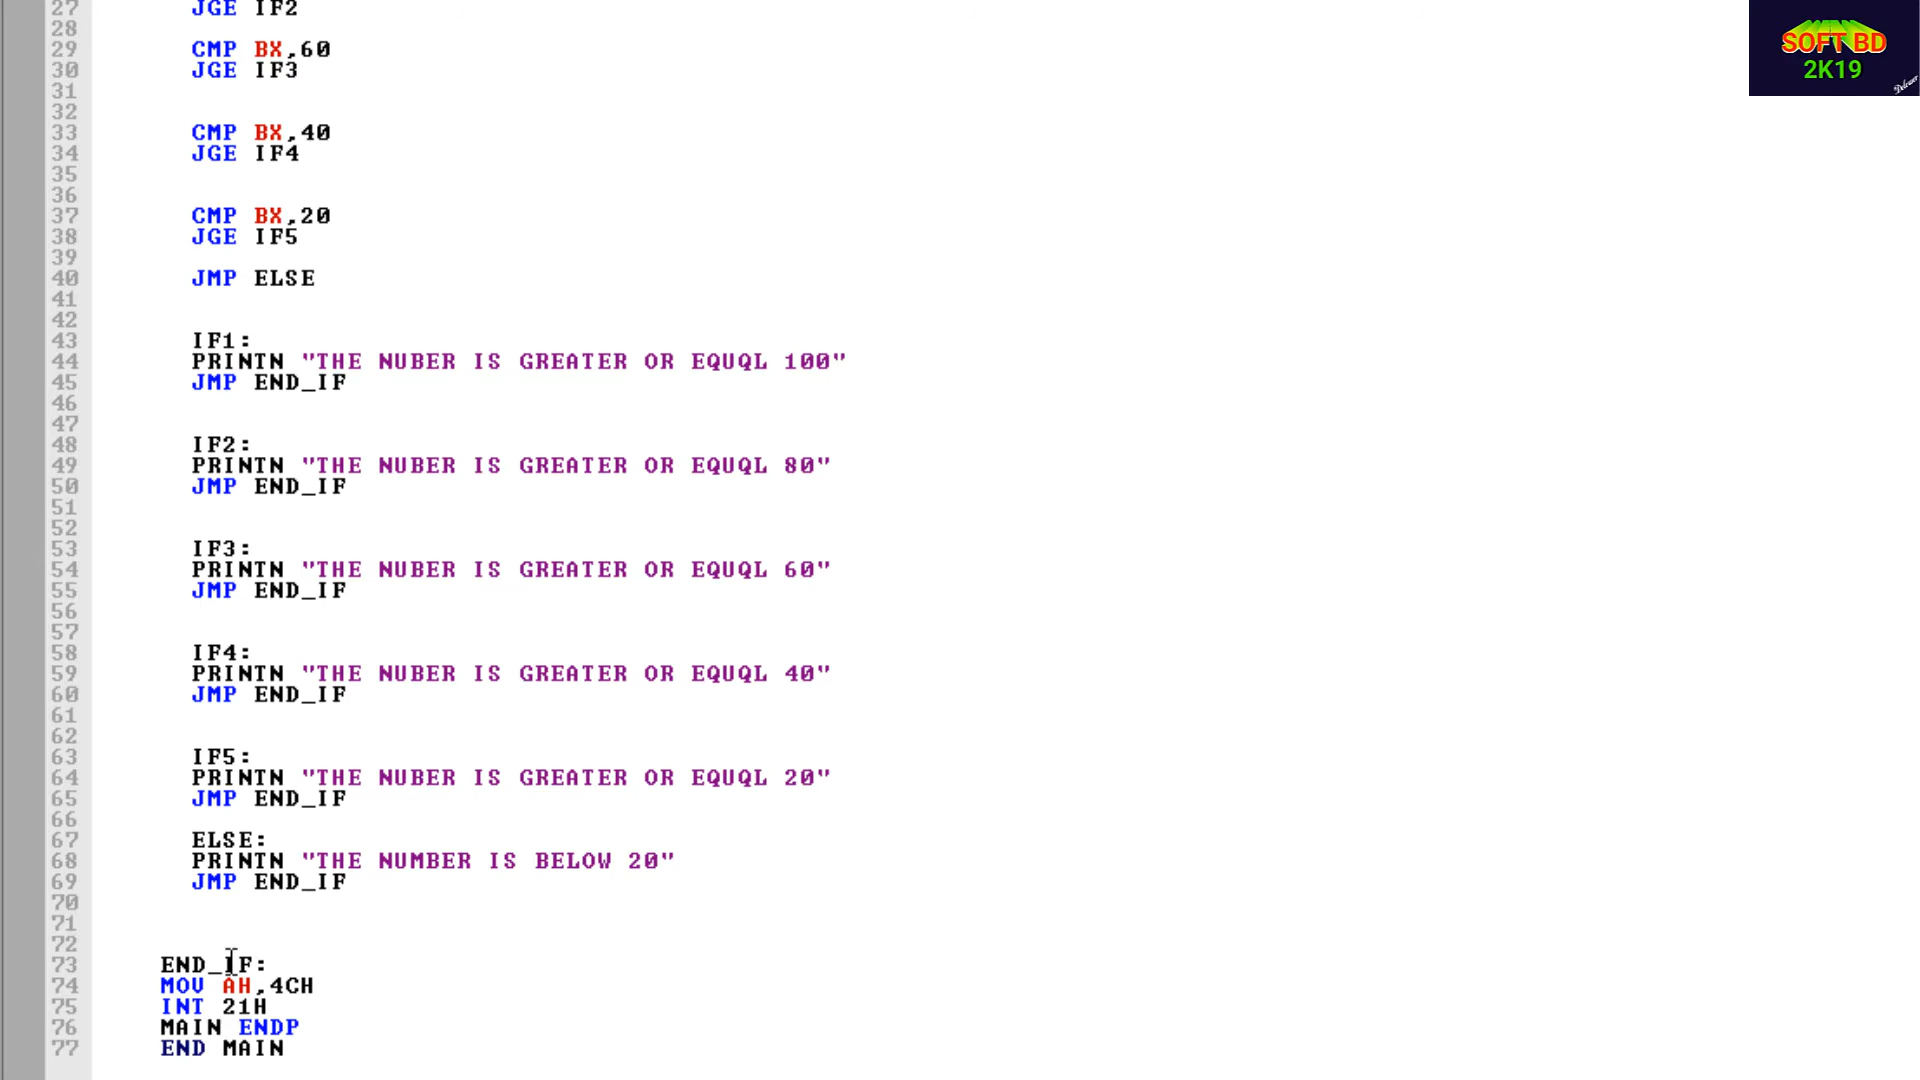 27 JGE IF2
28
29 CMP BX,60
30 JGE IF3
31
32
33 CMP BX,40
34 JGE IF4
35
36
37 CMP BX,20
38 JGE IF5
39
40 JMP ELSE
41
42
43 IF1:
44 PRINTN "THE NUBER IS GREATER OR EQUQL 100"
45 JMP END_IF
46
47
48 IF2:
49 PRINTN "THE NUBER IS GREATER OR EQUQL 80"
50 JMP END_IF
51
52
53 IF3:
54 PRINTN "THE NUBER IS GREATER OR EQUQL 60"
55 JMP END_IF
56
57
58 IF4:
59 PRINTN "THE NUBER IS GREATER OR EQUQL 40"
60 JMP END_IF
61
62
63 IF5:
64 PRINTN "THE NUBER IS GREATER OR EQUQL 20"
65 JMP END_IF
66
67 ELSE:
68 PRINTN "THE NUMBER IS BELOW 20"
69 JMP END_IF
70
71
72
73 END_IF:
74 MOV AH,4CH
75 INT 21H
76 MAIN ENDP
77 END MAIN
SOFT BD
2K19